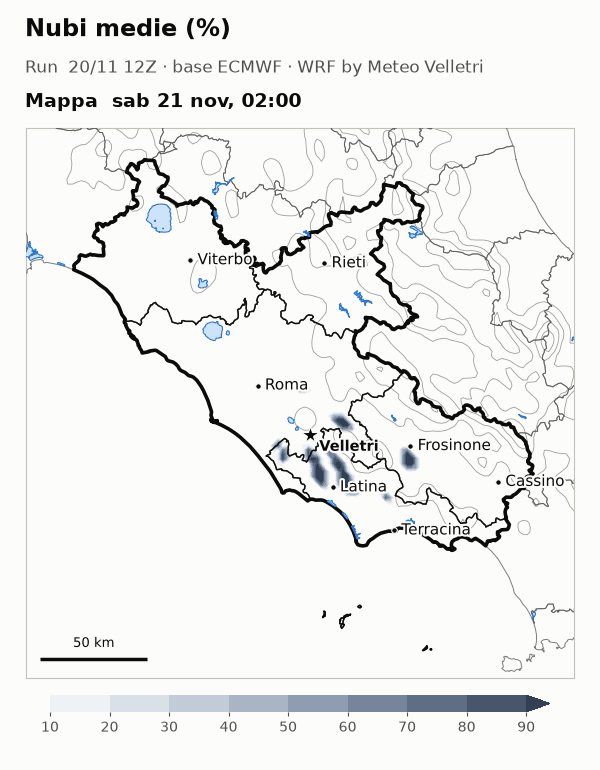 Nubi medie (%)
Run 20/11 12Z · base ECMWF · WRF by Meteo Velletri
Mappa sab 21 nov, 02:00
Viterbo
Rieti
Roma
Velletri
Frosinone
Latina
Cassino
Terracina
50 km
10 20 30 40 50 60 70 80 90